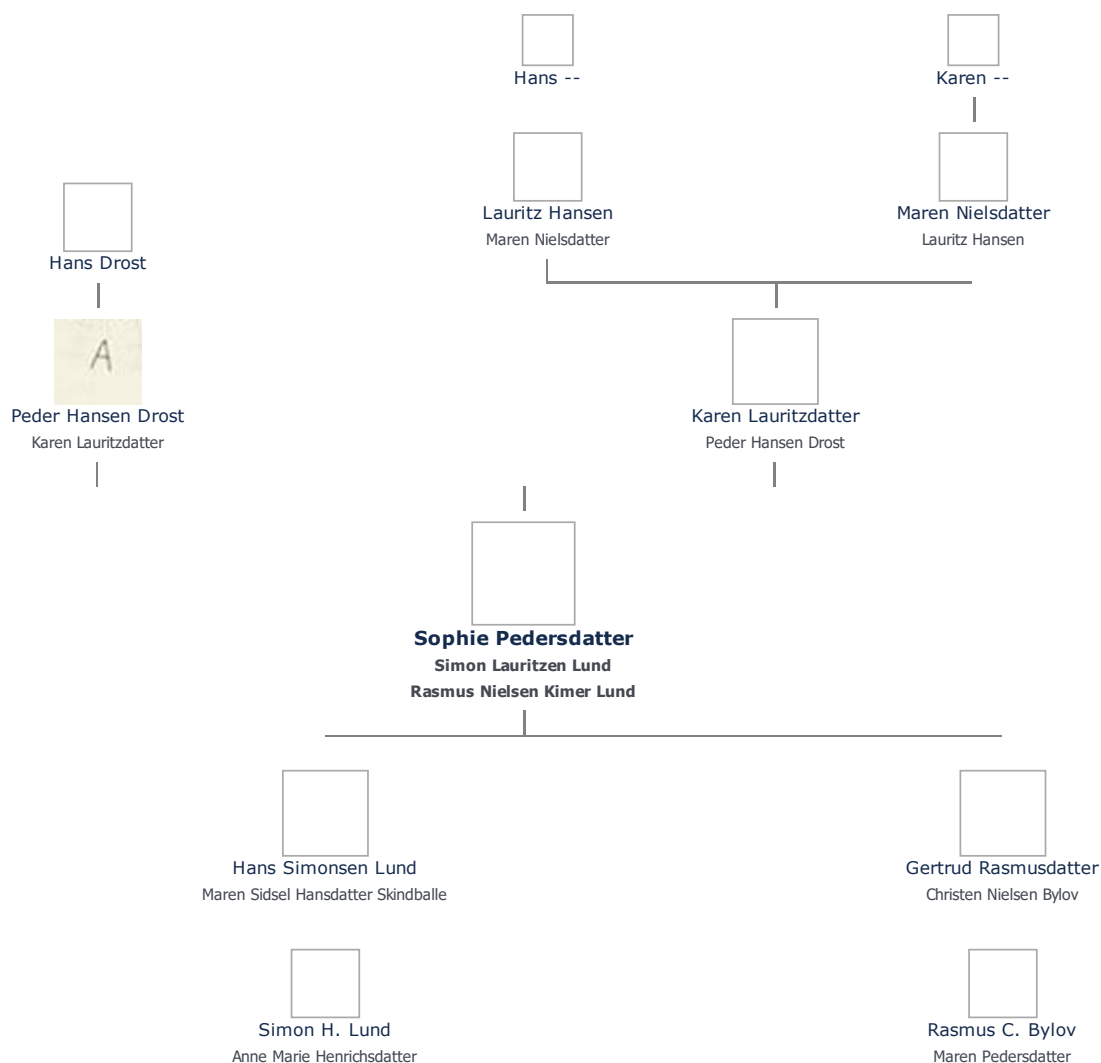 Hans --
Karen --
Lauritz Hansen
Maren Nielsdatter
Maren Nielsdatter
Lauritz Hansen
Hans Drost
A
Peder Hansen Drost
Karen Lauritzdatter
Karen Lauritzdatter
Peder Hansen Drost
Sophie Pedersdatter
Simon Lauritzen Lund
Rasmus Nielsen Kimer Lund
Hans Simonsen Lund
Maren Sidsel Hansdatter Skindballe
Gertrud Rasmusdatter
Christen Nielsen Bylov
Simon H. Lund
Anne Marie Henrichsdatter
Rasmus C. Bylov
Maren Pedersdatter